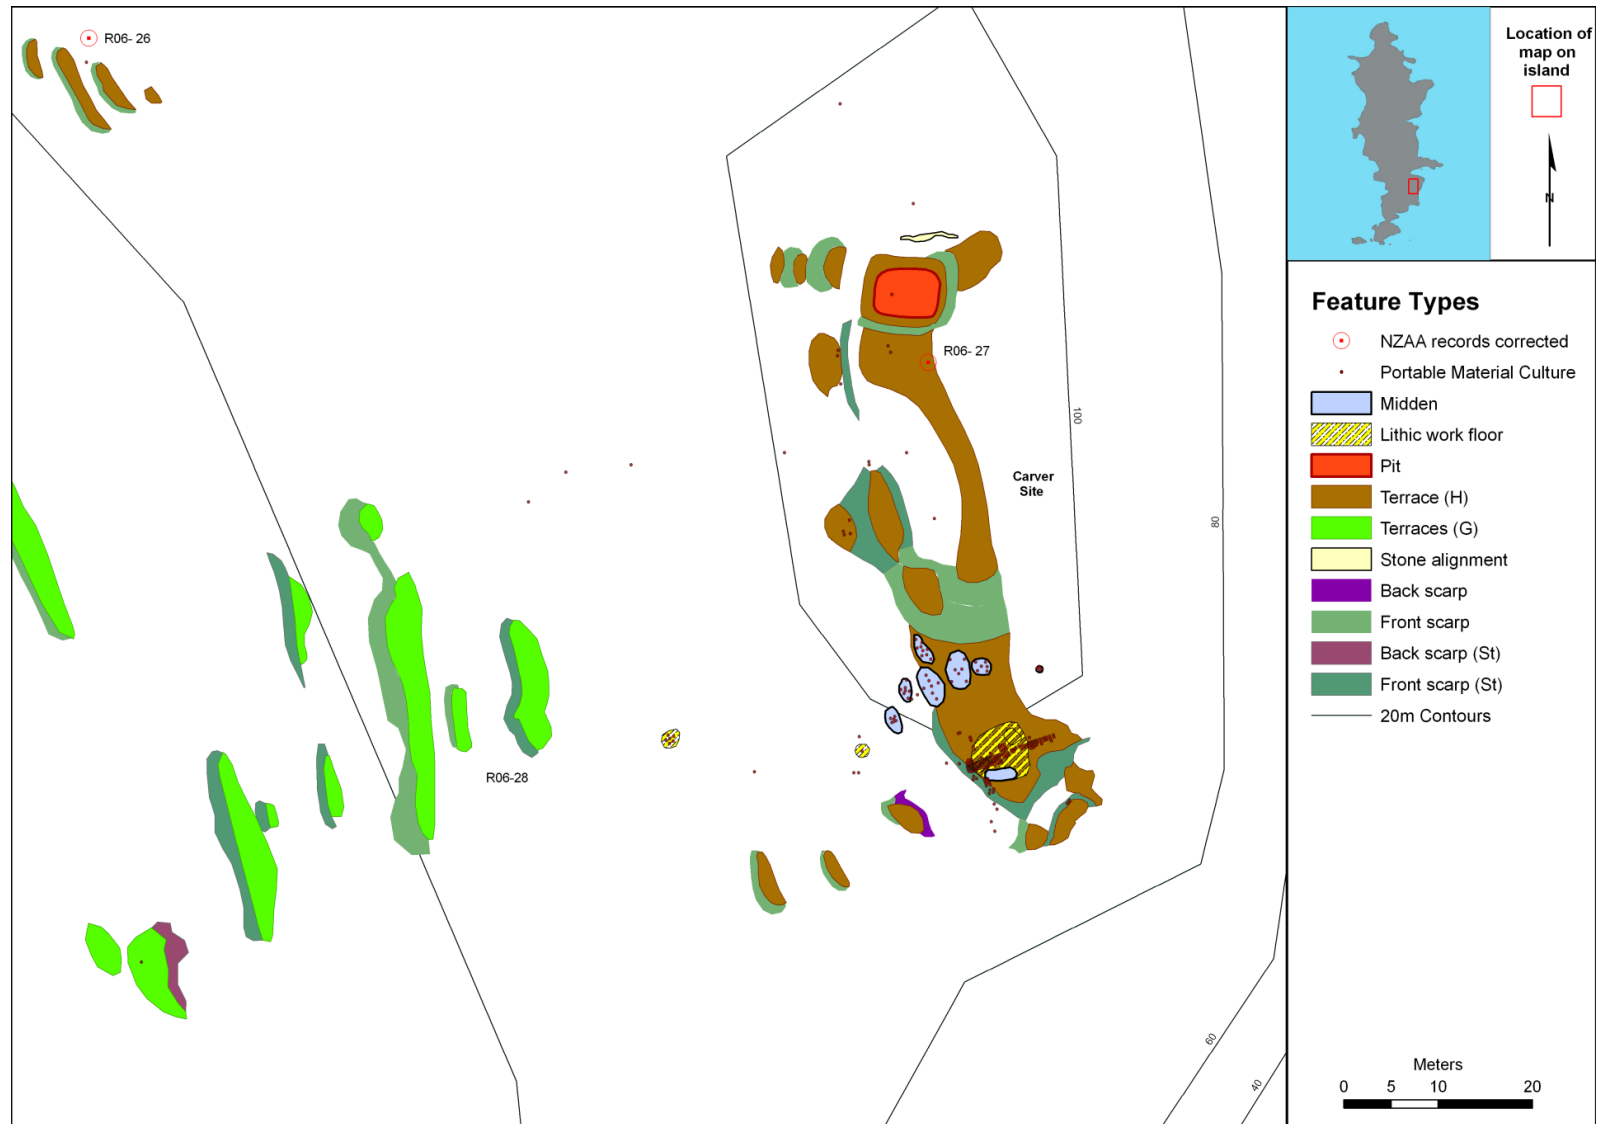 R06- 26
R06- 27
Carver
Site
100
80
R06-28
60
40
Location of
map on
island
N
Feature Types
NZAA records corrected
Portable Material Culture
Midden
Lithic work floor
Pit
Terrace (H)
Terraces (G)
Stone alignment
Back scarp
Front scarp
Back scarp (St)
Front scarp (St)
20m Contours
Meters
0 5 10 20